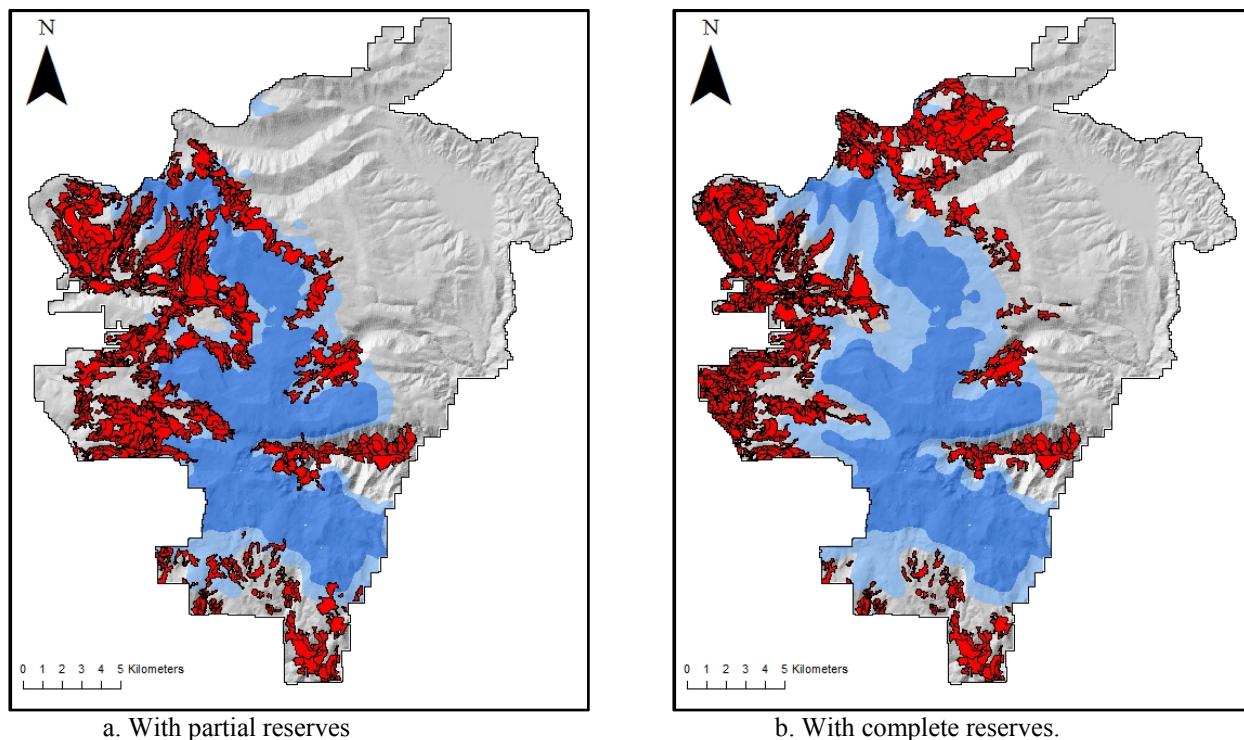 N
0 1 2 3 4 5 Kilometers
a. With partial reserves
N
0 1 2 3 4 5 Kilometers
b. With complete reserves.